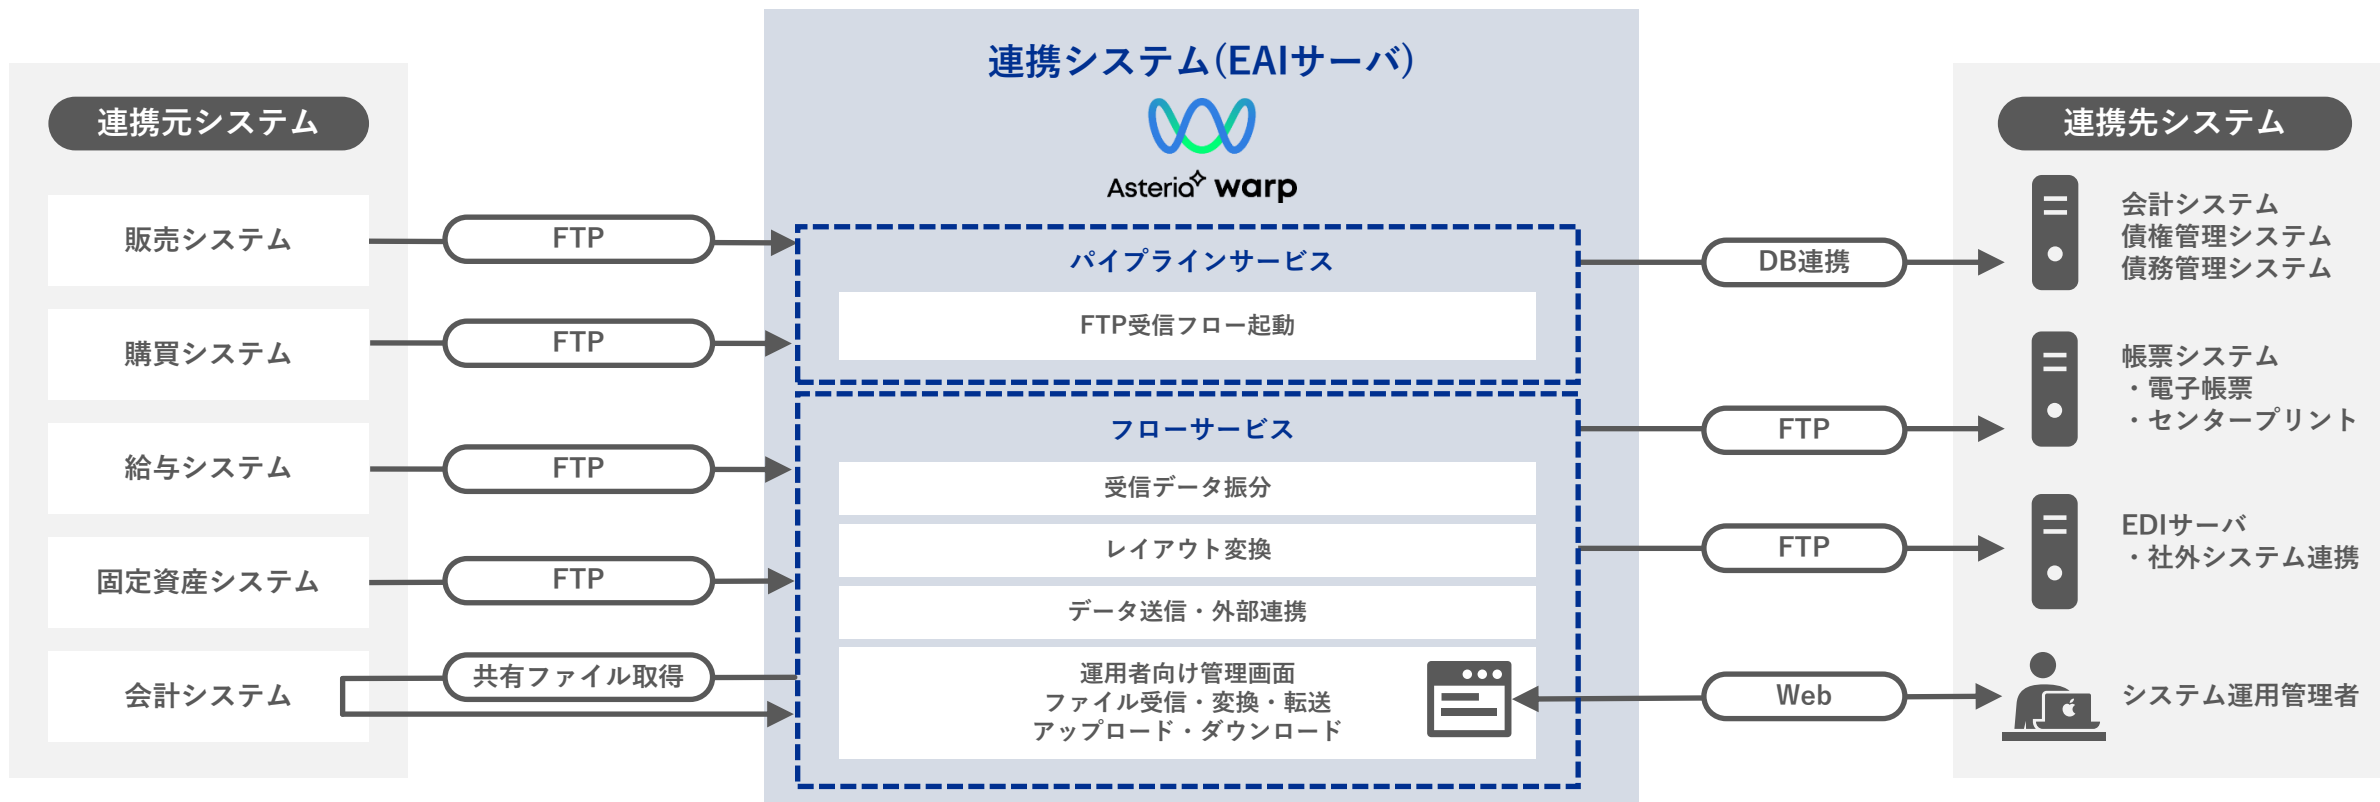 連携元システム
販売システム
購買システム
給与システム
固定資産システム
会計システム
FTP
FTP
FTP
FTP
共有ファイル取得
連携システム(EAIサーバ)
Asteria warp
パイプラインサービス
FTP受信フロー起動
フローサービス
受信データ振分
レイアウト変換
データ送信・外部連携
運用者向け管理画面
ファイル受信・変換・転送
アップロード・ダウンロード
DB連携
FTP
FTP
Web
連携先システム
会計システム
債権管理システム
債務管理システム
帳票システム
・電子帳票
・センタープリント
EDIサーバ
・社外システム連携
システム運用管理者